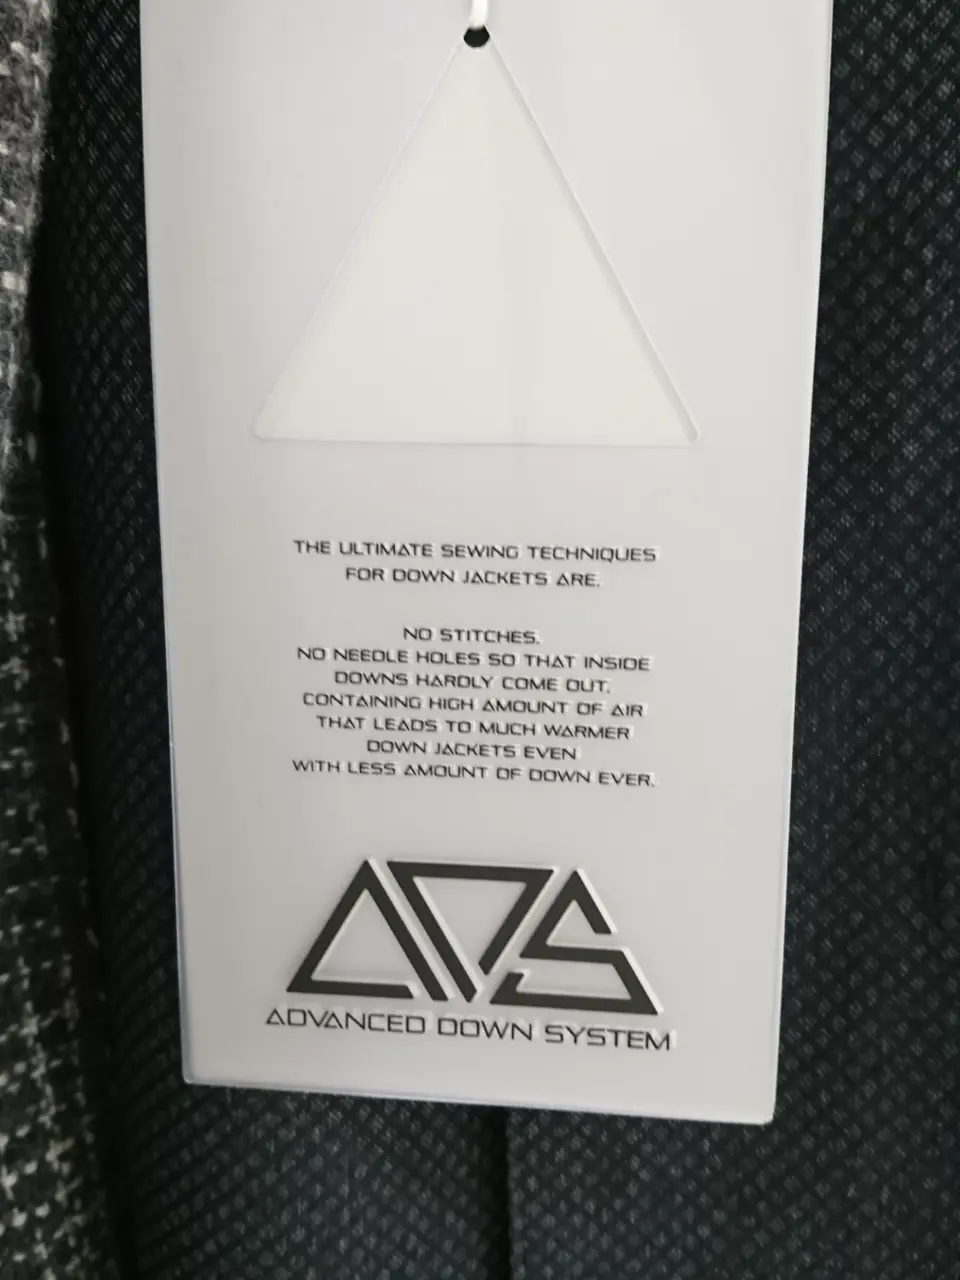 THE ULTIMATE SEWING TECHNIQUES
FOR DOWN JACKETS ARE.
NO STITCHES.
NO NEEDLE HOLES SO THAT INSIDE
DOWNS HARDLY COME OUT.
CONTAINING HIGH AMOUNT OF AIR
THAT LEADS TO MUCH WARMER
DOWN JACKETS EVEN
WITH LESS AMOUNT OF DOWN EVER.
ADS
ADVANCED DOWN SYSTEM